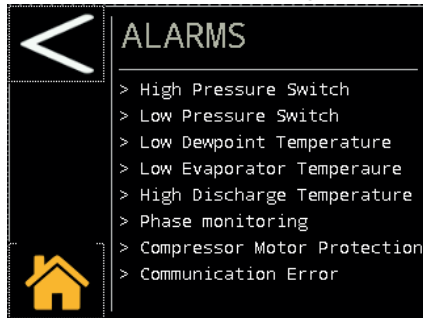 ALARMS
> High Pressure Switch
> Low Pressure Switch
> Low Dewpoint Temperature
> Low Evaporator Temperaure
> High Discharge Temperature
> Phase monitoring
> Compressor Motor Protection
> Communication Error